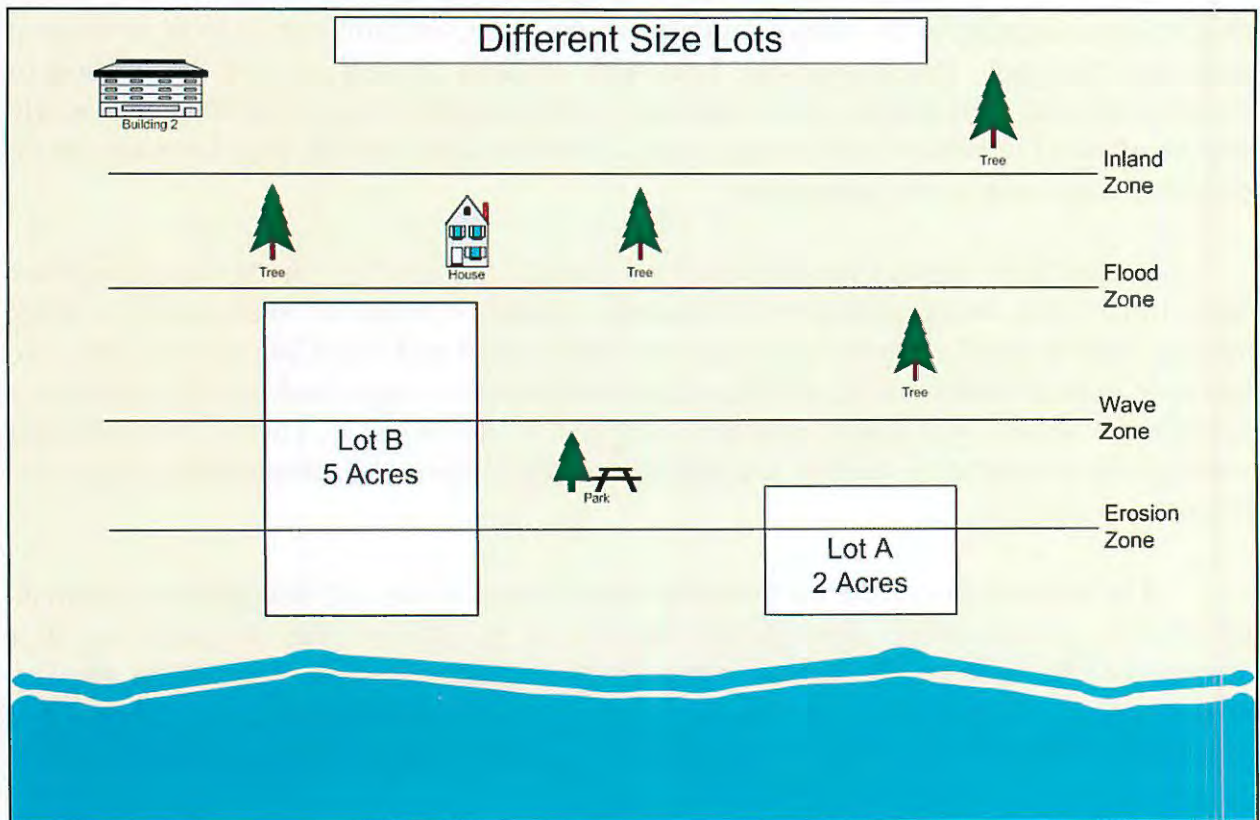 Different Size Lots
Building 2
Tree
Inland
Zone
Tree
House
Tree
Flood
Zone
Tree
Wave
Zone
Lot B
5 Acres
Park
Erosion
Zone
Lot A
2 Acres